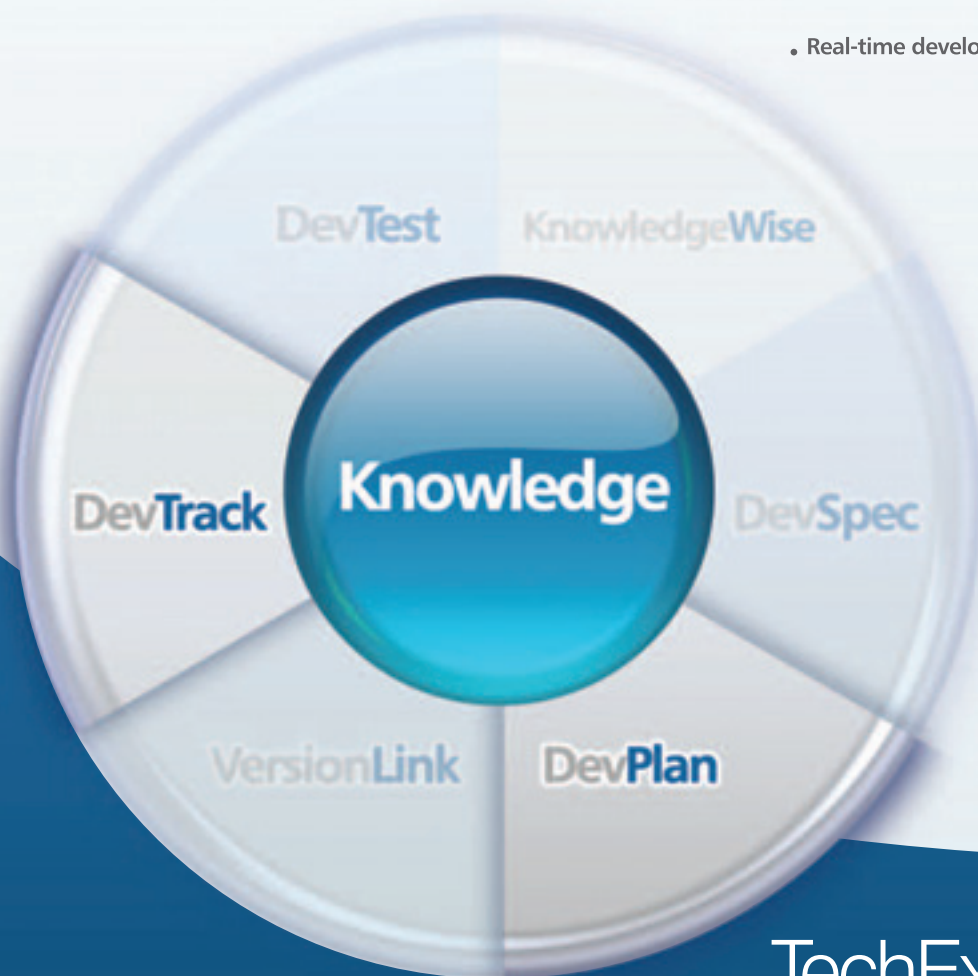 • Real-time develo
DevTest
KnowledgeWise
Knowledge
DevTrack
DevSpec
VersionLink
DevPlan
TechEx